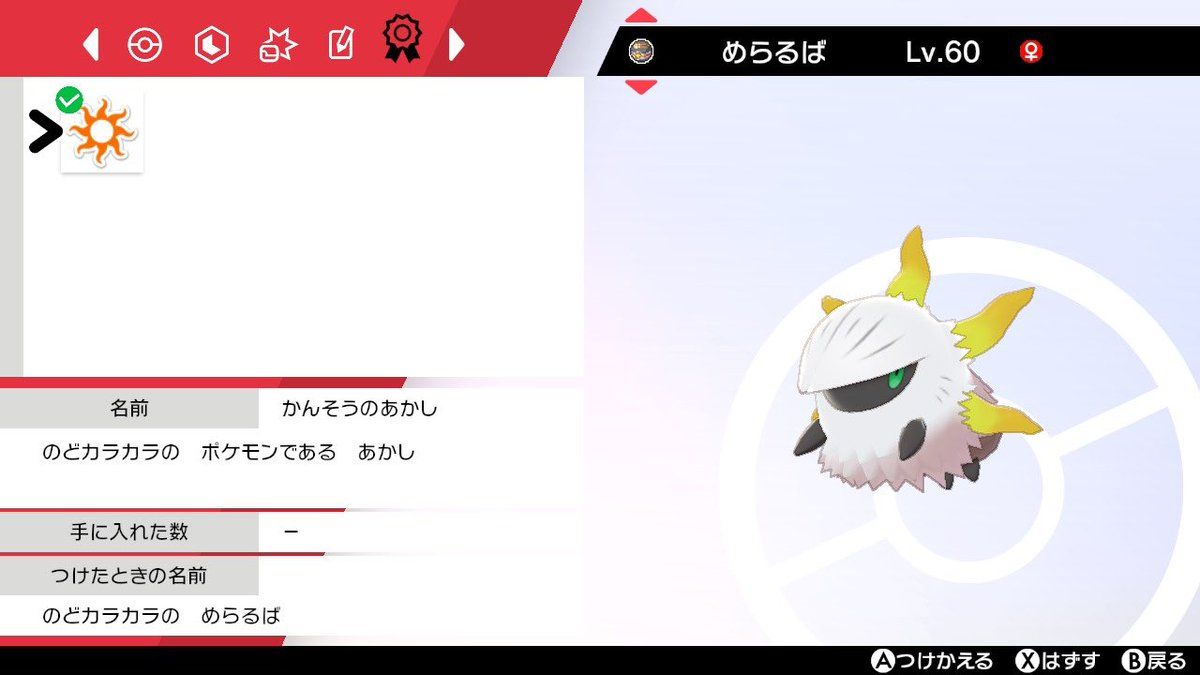 めらるば Lv.60 ♀
名前 かんそうのあかし
のどカラカラの ポケモンである あかし
手に入れた数 ー
つけたときの名前
のどカラカラの めらるば
Aつけかえる Xはずす B戻る